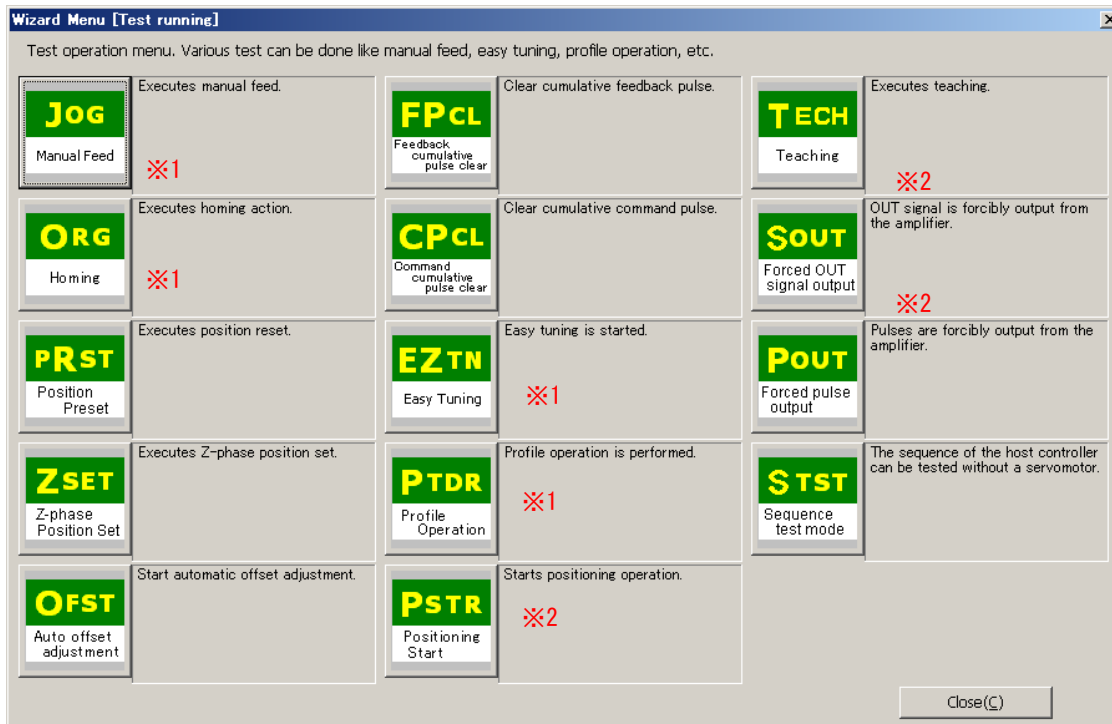 Wizard Menu [Test running]
Test operation menu. Various test can be done like manual feed, easy tuning, profile operation, etc.
JOG
Manual Feed
Executes manual feed.
※1
ORG
Homing
Executes homing action.
※1
PRST
Position
Preset
Executes position reset.
ZSET
Z-phase
Position Set
Executes Z-phase position set.
OFST
Auto offset
adjustment
Start automatic offset adjustment.
FPCL
Feedback
cumulative
pulse clear
Clear cumulative feedback pulse.
CPCL
Command
cumulative
pulse clear
Clear cumulative command pulse.
EZTN
Easy Tuning
Easy tuning is started.
※1
PTDR
Profile
Operation
Profile operation is performed.
※1
PSTR
Positioning
Start
Starts positioning operation.
※2
TECH
Teaching
Executes teaching.
※2
SOUT
Forced OUT
signal output
OUT signal is forcibly output from
the amplifier.
※2
POUT
Forced pulse
output
Pulses are forcibly output from the
amplifier.
STST
Sequence
test mode
The sequence of the host controller
can be tested without a servomotor.
Close(C)